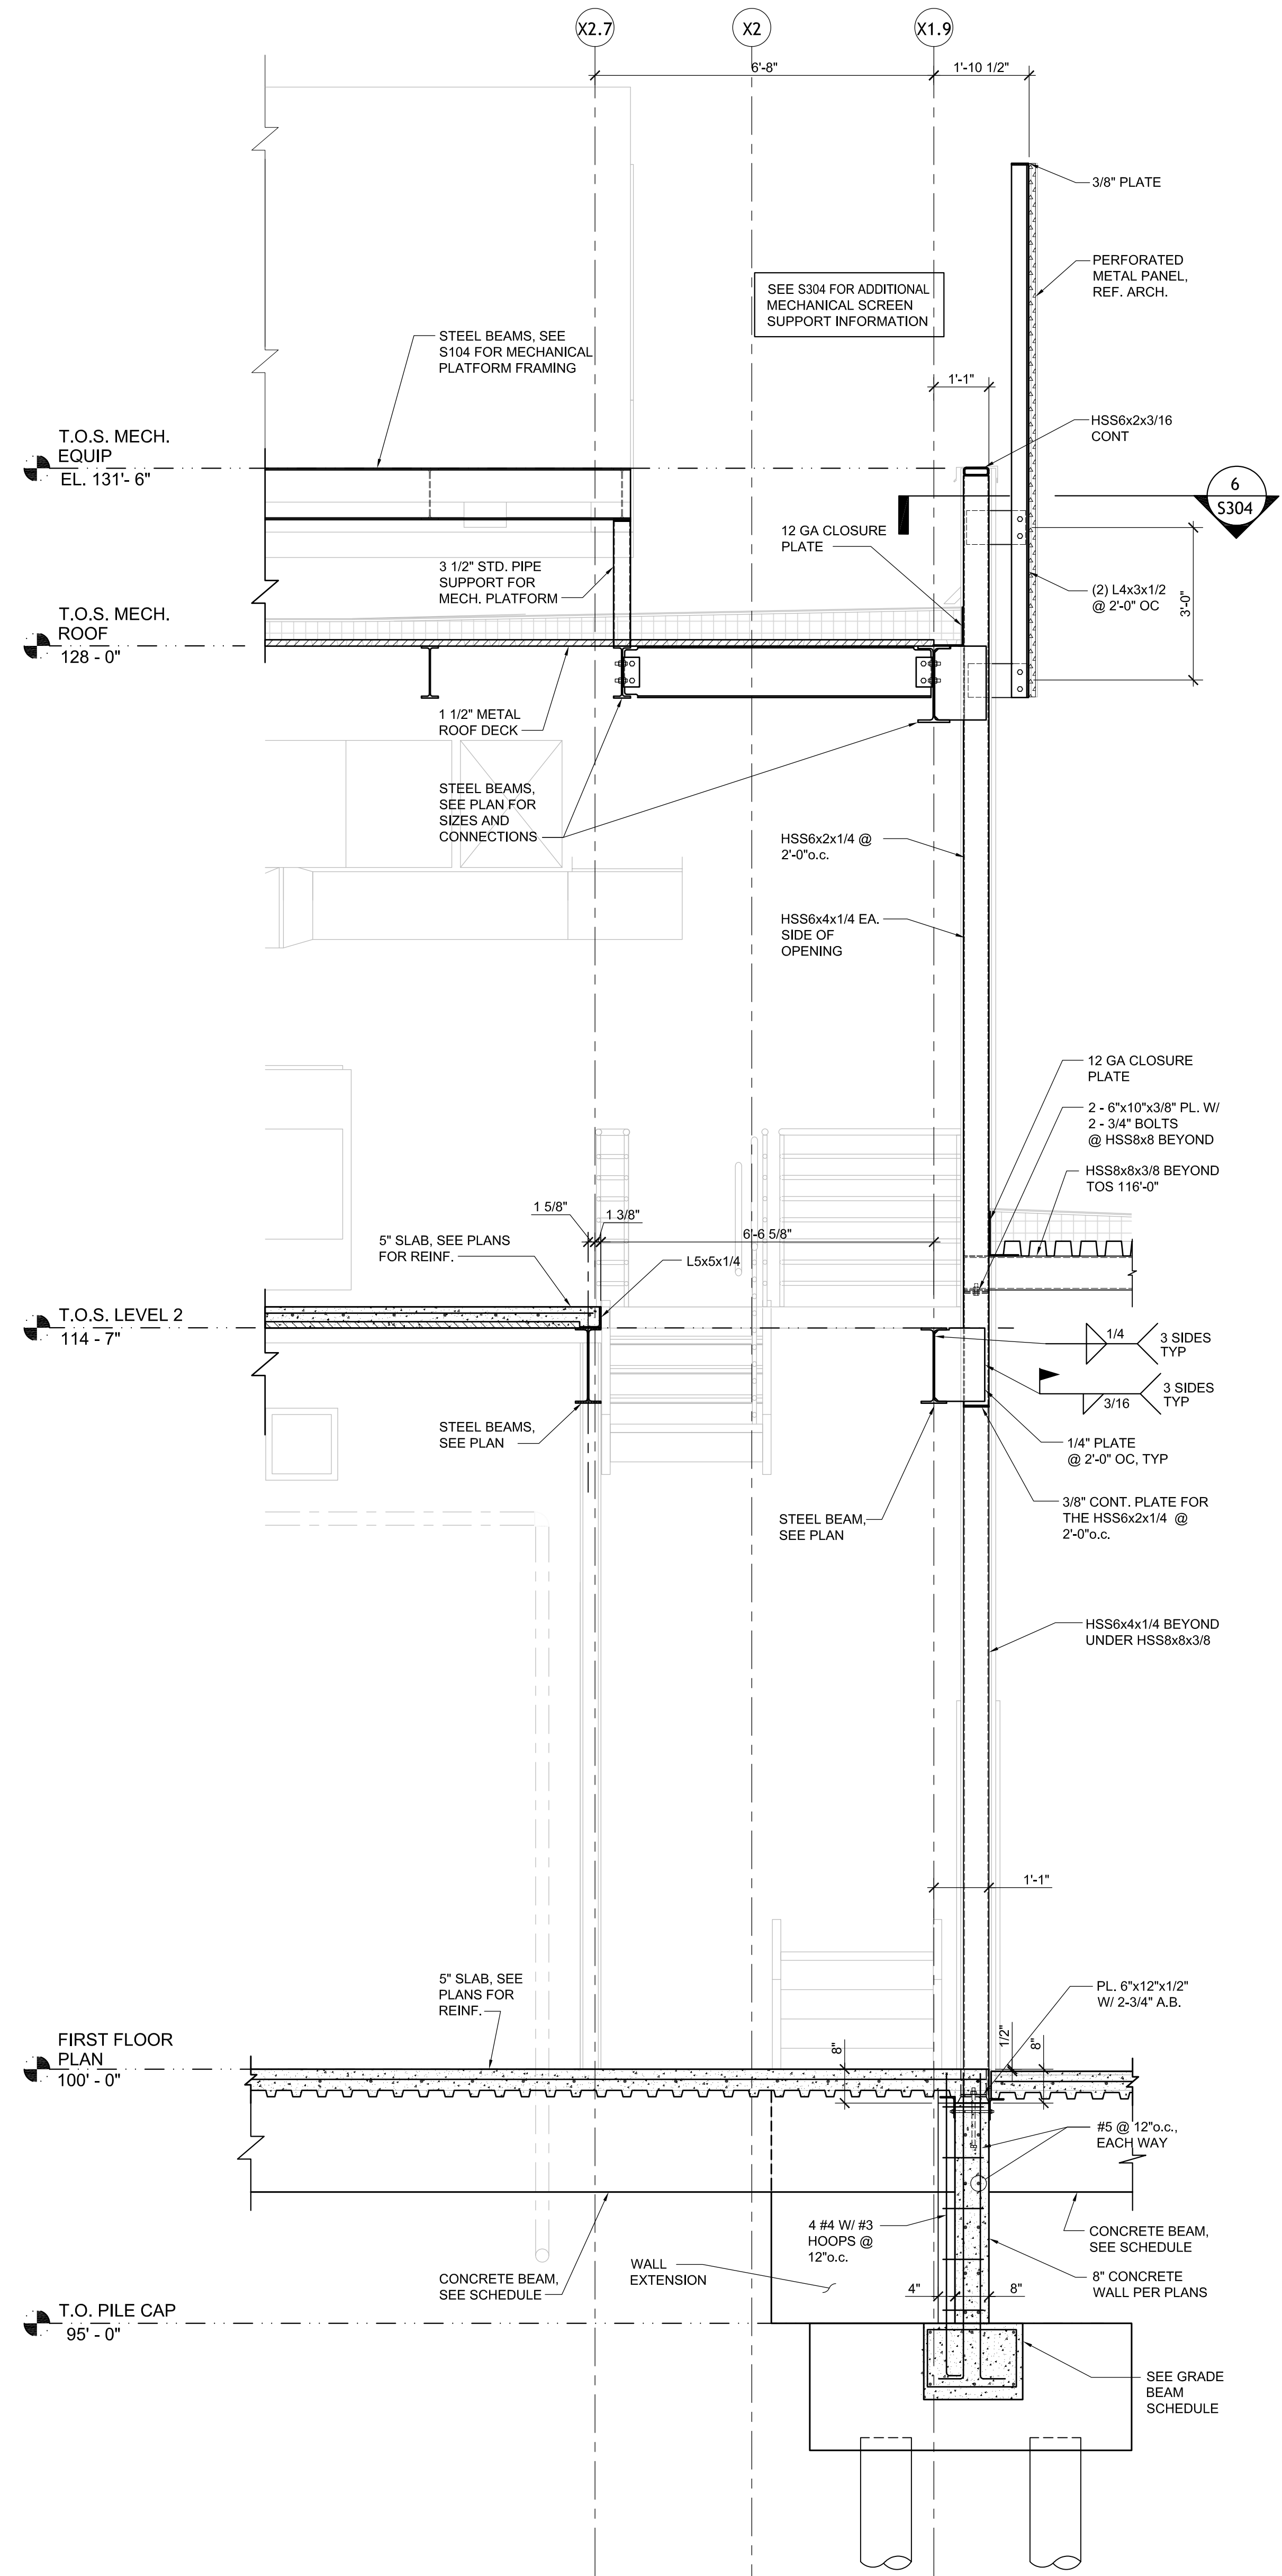 X2.7
X2
X1.9
6'-8"
1'-10 1/2"
3/8" PLATE
PERFORATED
METAL PANEL,
REF. ARCH.
SEE S304 FOR ADDITIONAL
MECHANICAL SCREEN
SUPPORT INFORMATION
STEEL BEAMS, SEE
S104 FOR MECHANICAL
PLATFORM FRAMING
1'-1"
HSS6x2x3/16
CONT
T.O.S. MECH.
EQUIP
EL. 131'- 6"
6
S304
12 GA CLOSURE
PLATE
3 1/2" STD. PIPE
SUPPORT FOR
MECH. PLATFORM
(2) L4x3x1/2
@ 2'-0" OC
3'-0"
T.O.S. MECH.
ROOF
128 - 0"
1 1/2" METAL
ROOF DECK
STEEL BEAMS,
SEE PLAN FOR
SIZES AND
CONNECTIONS
HSS6x2x1/4 @
2'-0"o.c.
HSS6x4x1/4 EA.
SIDE OF
OPENING
12 GA CLOSURE
PLATE
2 - 6"x10"x3/8" PL. W/
2 - 3/4" BOLTS
@ HSS8x8 BEYOND
HSS8x8x3/8 BEYOND
TOS 116'-0"
1 5/8"
1 3/8"
6'-6 5/8"
5" SLAB, SEE PLANS
FOR REINF.
L5x5x1/4
T.O.S. LEVEL 2
114 - 7"
1/4
3 SIDES
TYP
3/16
3 SIDES
TYP
STEEL BEAMS,
SEE PLAN
1/4" PLATE
@ 2'-0" OC, TYP
3/8" CONT. PLATE FOR
THE HSS6x2x1/4 @
2'-0"o.c.
STEEL BEAM,
SEE PLAN
HSS6x4x1/4 BEYOND
UNDER HSS8x8x3/8
1'-1"
5" SLAB, SEE
PLANS FOR
REINF.
PL. 6"x12"x1/2"
W/ 2-3/4" A.B.
8"
1/2"
8"
FIRST FLOOR
PLAN
100' - 0"
#5 @ 12"o.c.,
EACH WAY
4 #4 W/ #3
HOOPS @
12"o.c.
CONCRETE BEAM,
SEE SCHEDULE
WALL
EXTENSION
CONCRETE BEAM,
SEE SCHEDULE
4"
8"
8" CONCRETE
WALL PER PLANS
T.O. PILE CAP
95' - 0"
SEE GRADE
BEAM
SCHEDULE